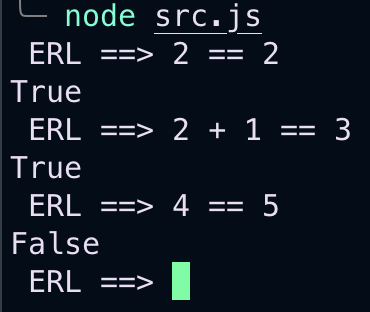 node src.js
ERL ==> 2 == 2
True
ERL ==> 2 + 1 == 3
True
ERL ==> 4 == 5
False
ERL ==>